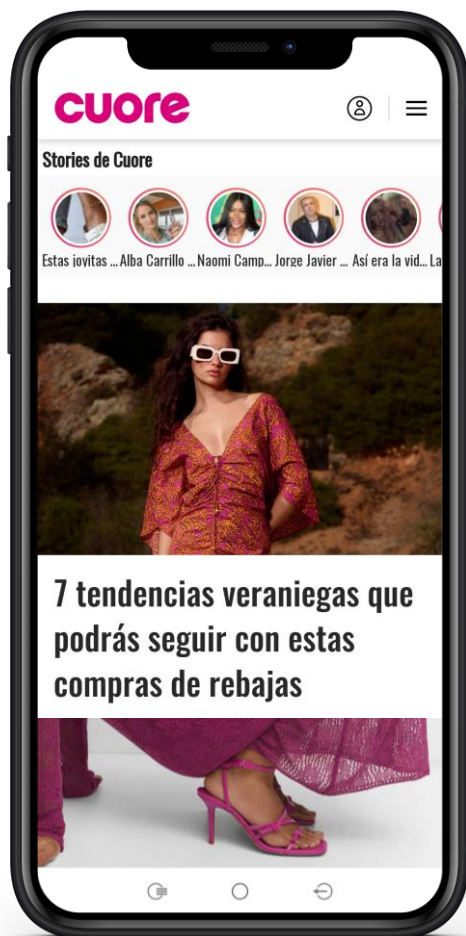 cuore
Stories de Cuore
Estas joyitas ... Alba Carrillo ... Naomi Camp... Jorge Javier ... Así era la vid... La
7 tendencias veraniegas que
podrás seguir con estas
compras de rebajas